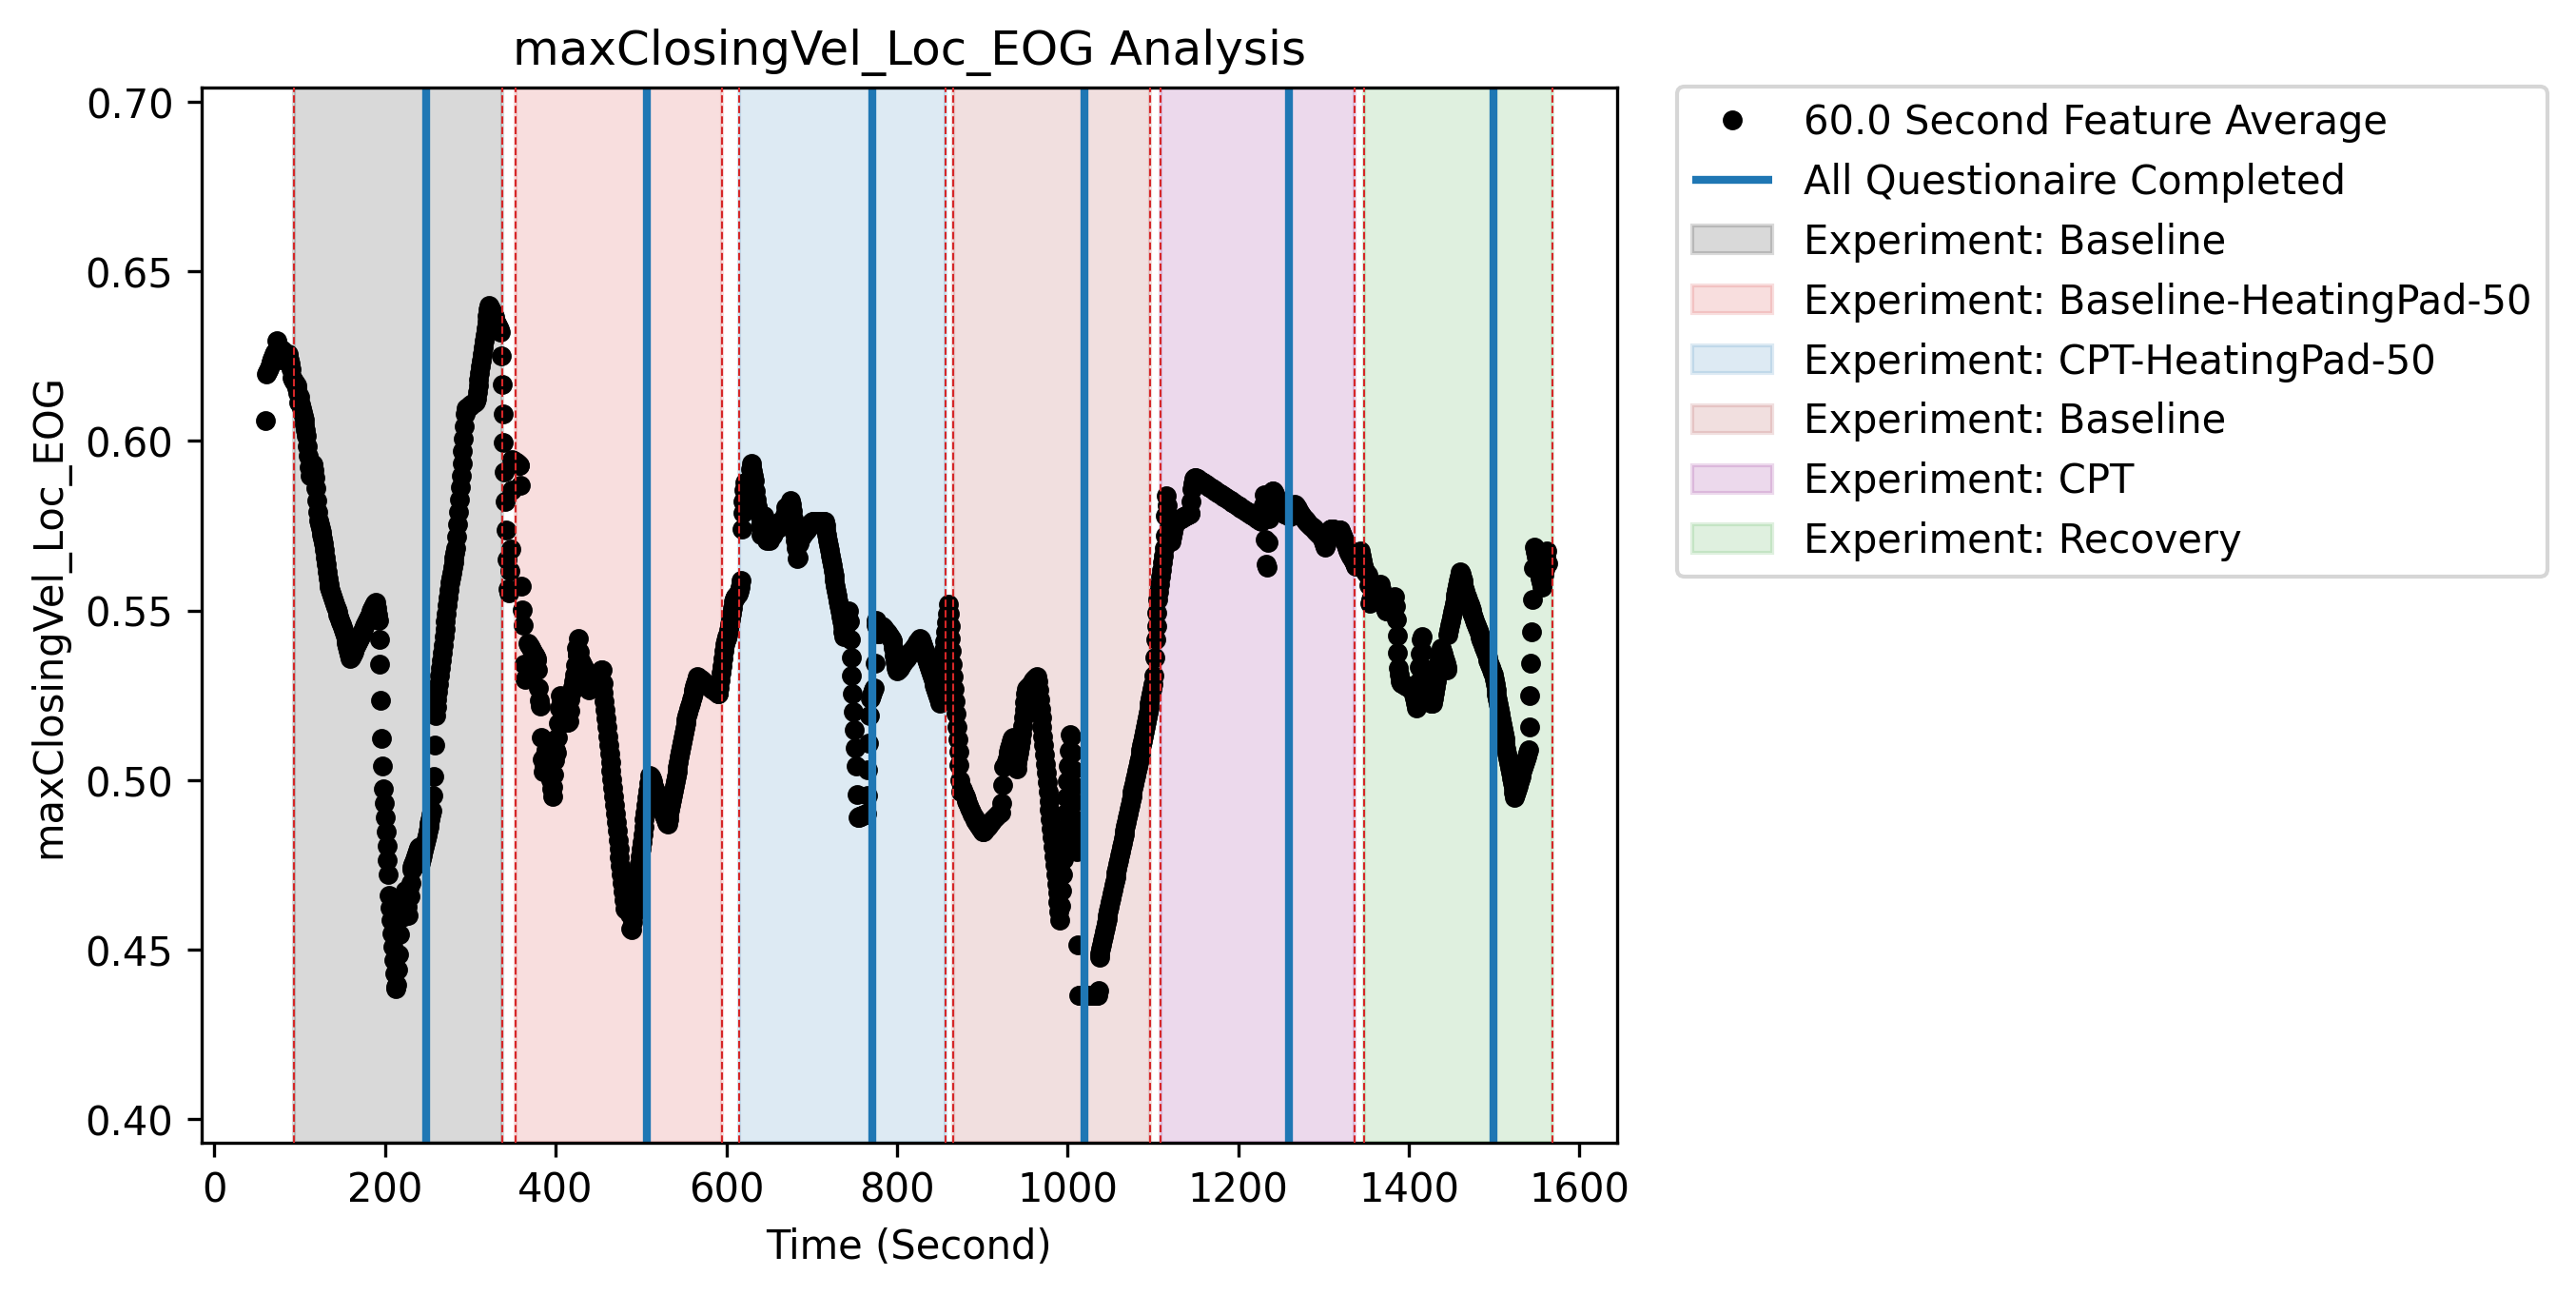 maxClosingVel_Loc_EOG Analysis
0.70
0.65
0.60
0.55
0.50
0.45
0.40
maxClosingVel_Loc_EOG
0 200 400 600 800 1000 1200 1400 1600
Time (Second)
60.0 Second Feature Average
All Questionaire Completed
Experiment: Baseline
Experiment: Baseline-HeatingPad-50
Experiment: CPT-HeatingPad-50
Experiment: Baseline
Experiment: CPT
Experiment: Recovery